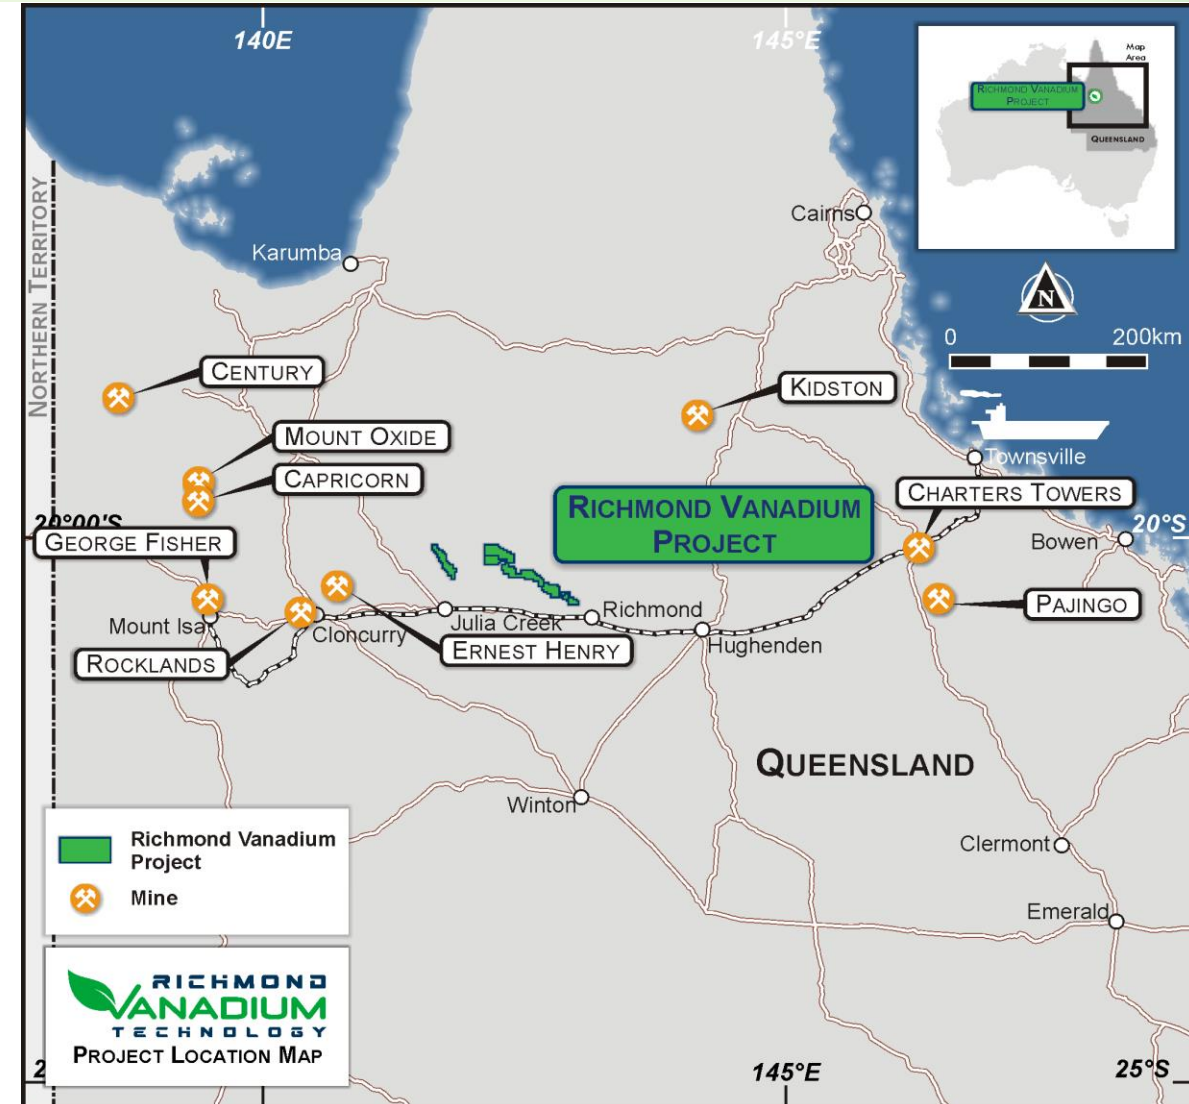 140E
145°E
Map
Area
RICHMOND VANADIUM
PROJECT
QUEENSLAND
NORTHERN TERRITORY
Cairns
Karumba
N
0
200km
CENTURY
KIDSTON
MOUNT OXIDE
CAPRICORN
Townsville
CHARTERS TOWERS
RICHMOND VANADIUM
PROJECT
20°00'S
20°S
GEORGE FISHER
Bowen
PAJINGO
Mount Isa
Cloncurry
Julia Creek
Richmond
Hughenden
ROCKLANDS
ERNEST HENRY
QUEENSLAND
Winton
Richmond Vanadium
Project
Mine
Clermont
Emerald
RICHMOND
VANADIUM
TECHNOLOGY
PROJECT LOCATION MAP
2
145°E
25°S